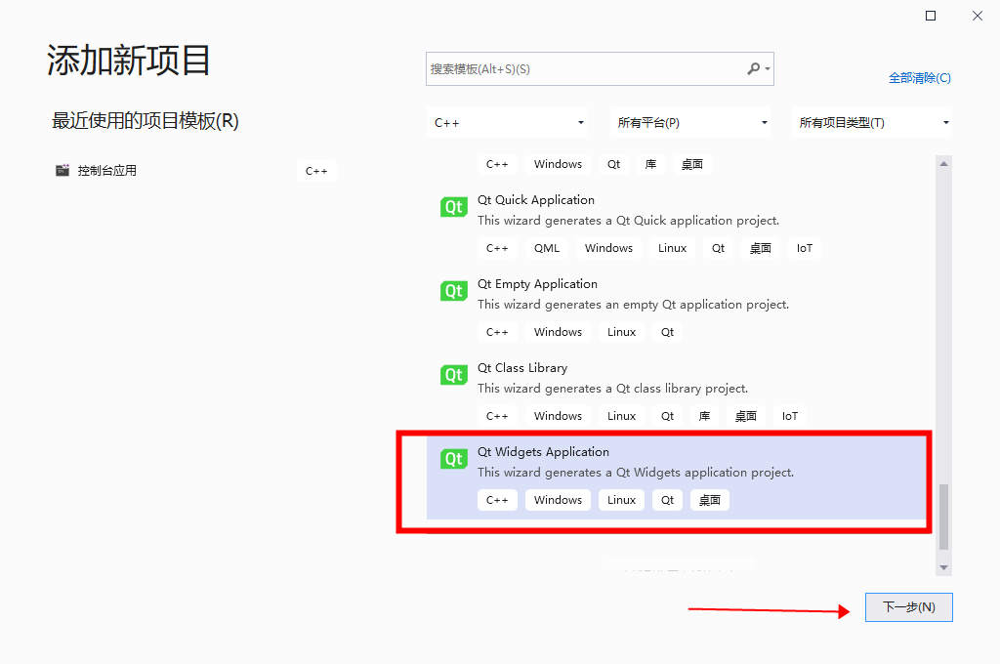 添加新项目
搜索模板(Alt+S)(S)
全部清除(C)
最近使用的项目模板(R)
C++ 所有平台(P) 所有项目类型(T)
控制台应用 C++
C++ Windows Qt 库 桌面
Qt Quick Application
This wizard generates a Qt Quick application project.
C++ QML Windows Linux Qt 桌面 IoT
Qt Empty Application
This wizard generates an empty Qt application project.
C++ Windows Linux Qt
Qt Class Library
This wizard generates a Qt class library project.
C++ Windows Linux Qt 库 桌面 IoT
Qt Widgets Application
This wizard generates a Qt Widgets application project.
C++ Windows Linux Qt 桌面
下一步(N)